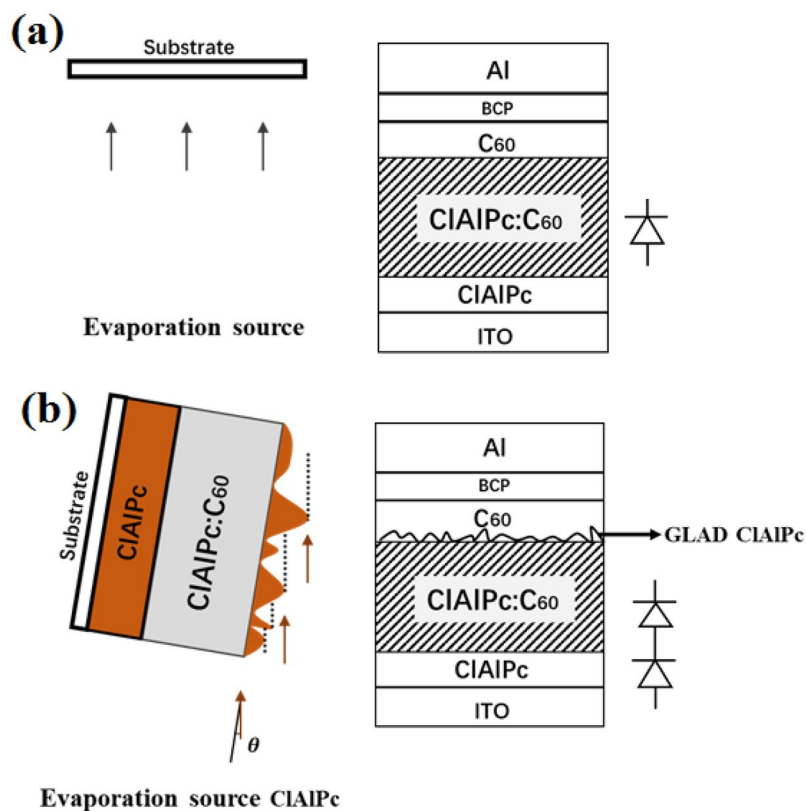 (a)
Substrate
Evaporation source
Al
BCP
C60
ClAlPc:C60
ClAlPc
ITO
(b)
Substrate
ClAlPc
ClAlPc:C60
θ
Evaporation source ClAlPc
Al
BCP
C60
GLAD ClAlPc
ClAlPc:C60
ClAlPc
ITO